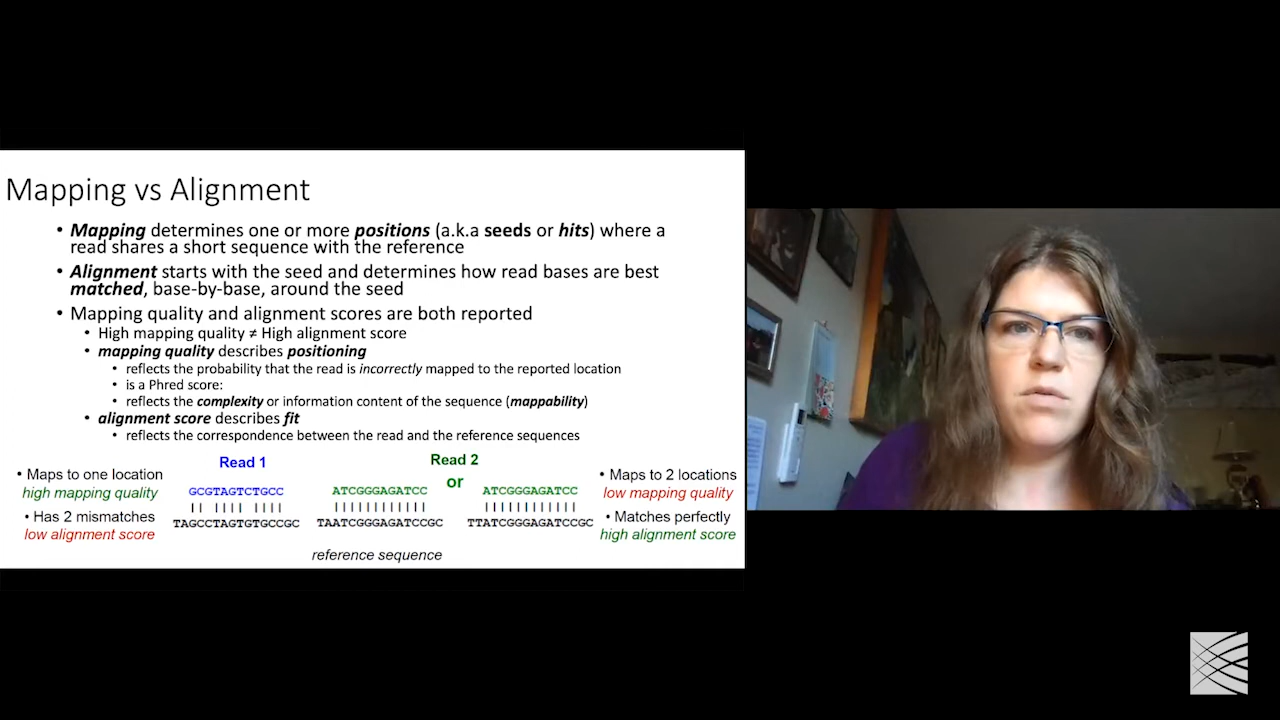 Mapping vs Alignment
• Mapping determines one or more positions (a.k.a seeds or hits) where a
read shares a short sequence with the reference
• Alignment starts with the seed and determines how read bases are best
matched, base-by-base, around the seed
• Mapping quality and alignment scores are both reported
• High mapping quality ≠ High alignment score
• mapping quality describes positioning
• reflects the probability that the read is incorrectly mapped to the reported location
• is a Phred score:
• reflects the complexity or information content of the sequence (mappability)
• alignment score describes fit
• reflects the correspondence between the read and the reference sequences
Read 1
Read 2
• Maps to one location
high mapping quality
• Has 2 mismatches
low alignment score
GCGTAGTCTGCC
TAGCCTAGTGTGCCGC
ATCGGGAGATCC
TAATCGGGAGATCCGC
or
ATCGGGAGATCC
TTATCGGGAGATCCGC
• Maps to 2 locations
low mapping quality
• Matches perfectly
high alignment score
reference sequence